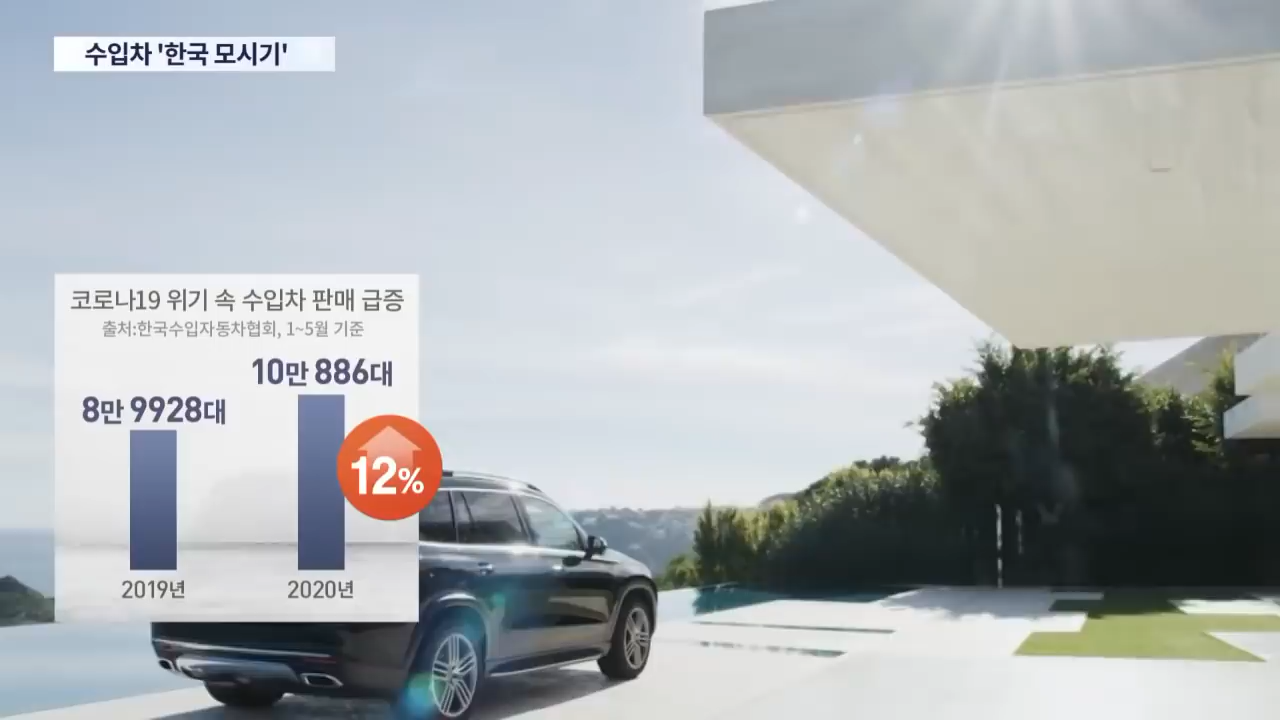 수입차 '한국 모시기'
코로나19 위기 속 수입차 판매 급증
출처:한국수입자동차협회, 1~5월 기준
10만 886대
8만 9928대
12%
2019년
2020년